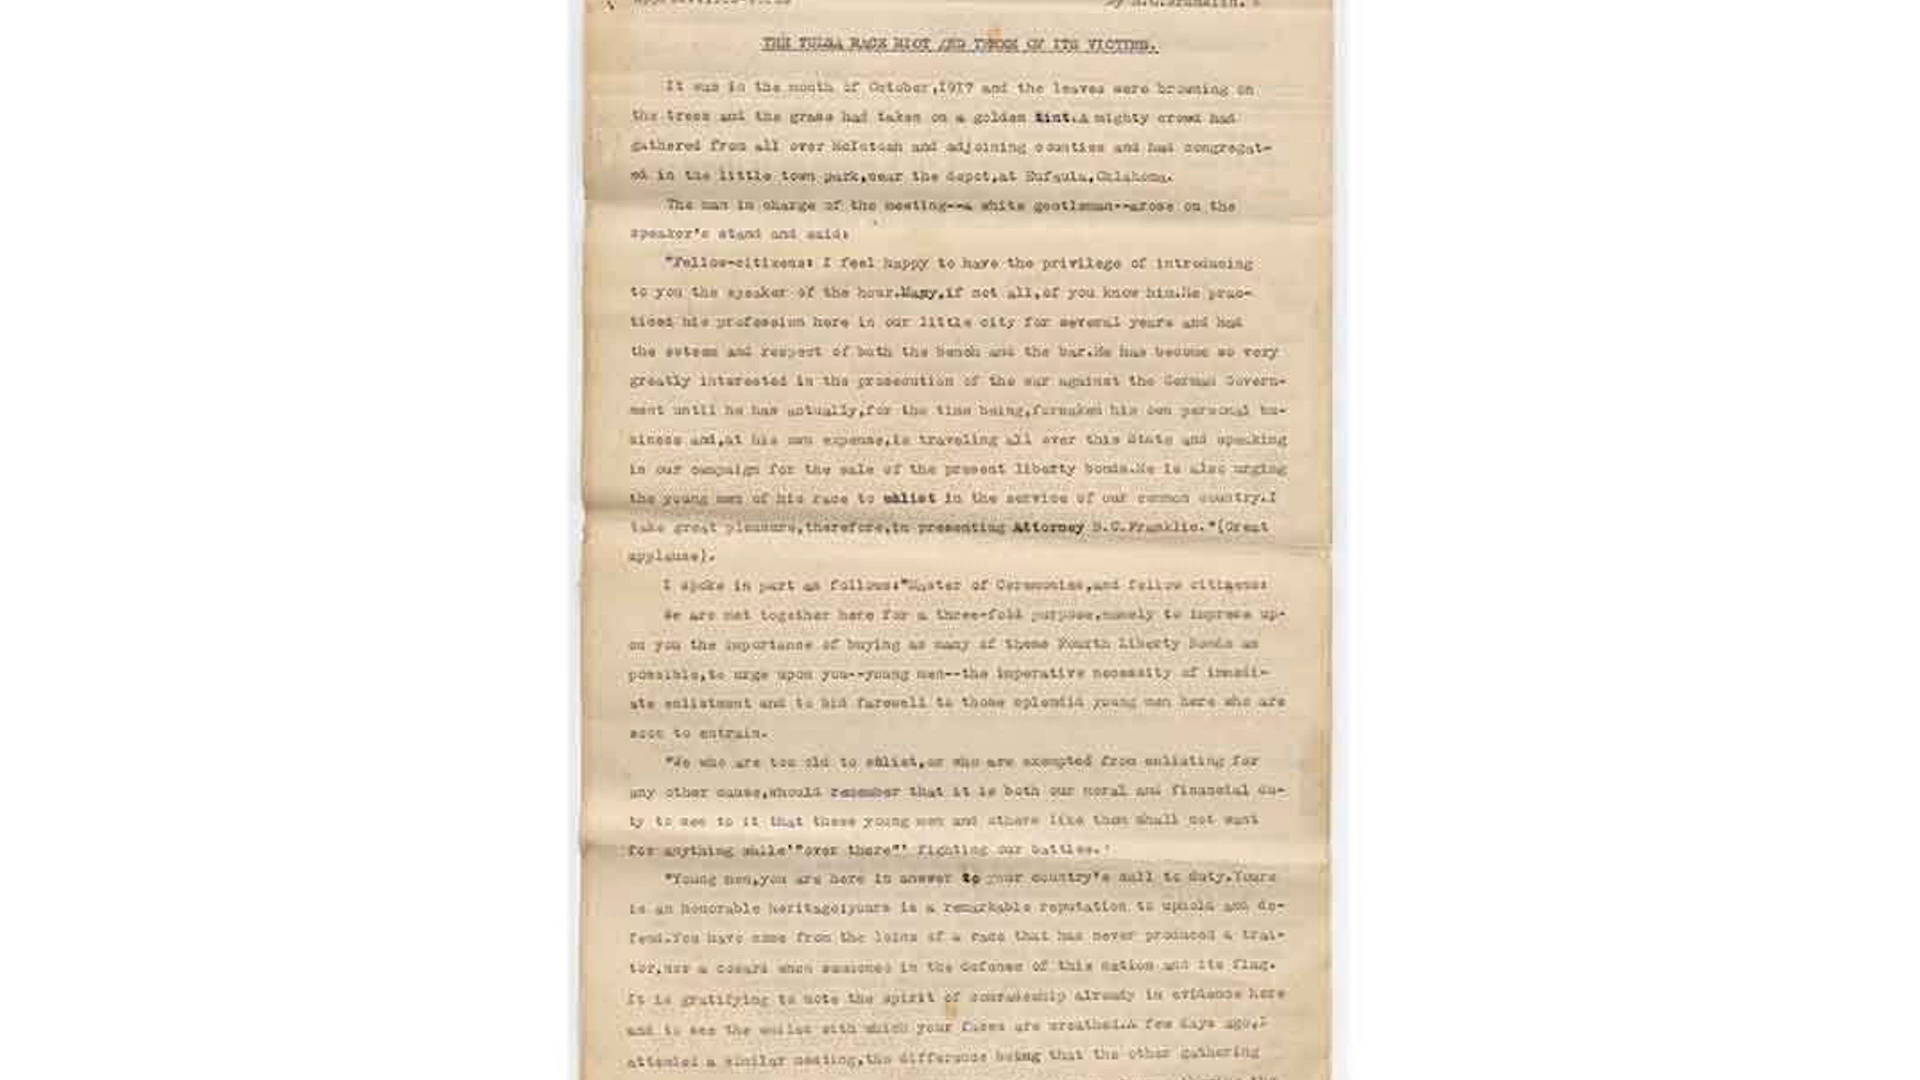 By B.C.Franklin.
THE TULSA RACE RIOT AND THREE OF ITS VICTIMS.
It was in the month of October,1917 and the leaves were browning on
the trees and the grass had taken on a golden tint.A mighty crowd had
gathered from all over McIntosh and adjoining counties and had congregat-
ed in the little town park,near the depot,at Eufaula,Oklahoma.
The man in charge of the meeting--a white gentleman--arose on the
speaker's stand and said:
"Fellow-citizens: I feel happy to have the privilege of introducing
to you the speaker of the hour.Many,if not all,of you know him.He prac-
ticed his profession here in our little city for several years and had
the esteem and respect of both the bench and the bar.He has become so very
greatly interested in the prosecution of the war against the German Govern-
ment until he has actually,for the time being,forsaken his own personal bu-
siness and,at his own expense,is traveling all over this State and speaking
in our campaign for the sale of the present liberty bonds.He is also urging
the young men of his race to enlist in the service of our common country.I
take great pleasure,therefore,in presenting Attorney B.C.Franklin."(Great
applause).
I spoke in part as follows:"Master of Ceremonies,and fellow citizens:
We are met together here for a three-fold purpose,namely to impress up-
on you the importance of buying as many of these Fourth Liberty Bonds as
possible,to urge upon you--young men--the imperative necessity of immedi-
ate enlistment and to bid farewell to those splendid young men here who are
soon to entrain.
"We who are too old to enlist,or who are exempted from enlisting for
any other cause,should remember that it is both our moral and financial du-
ty to see to it that these young men and others like them shall not want
for anything while'"over there"' fighting our battles.'
"Young men,you are here in answer to your country's call to duty.Yours
is an honorable heritage;yours is a remarkable reputation to uphold and de-
fend.You have come from the loins of a race that has never produced a trai-
tor,nor a coward when summoned in the defense of this nation and its flag.
It is gratifying to note the spirit of comradeship already in evidence here
and to see the smiles with which your faces are wreathed.A few days ago,I
attended a similar meeting,the difference being that the other gathering